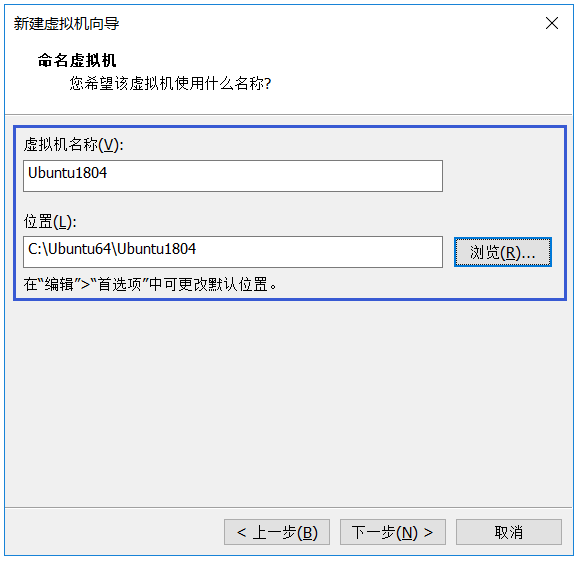 新建虚拟机向导
命名虚拟机
您希望该虚拟机使用什么名称?
虚拟机名称(V):
Ubuntu1804
位置(L):
C:\Ubuntu64\Ubuntu1804
浏览(R)...
在“编辑”>“首选项”中可更改默认位置。
< 上一步(B)
下一步(N) >
取消